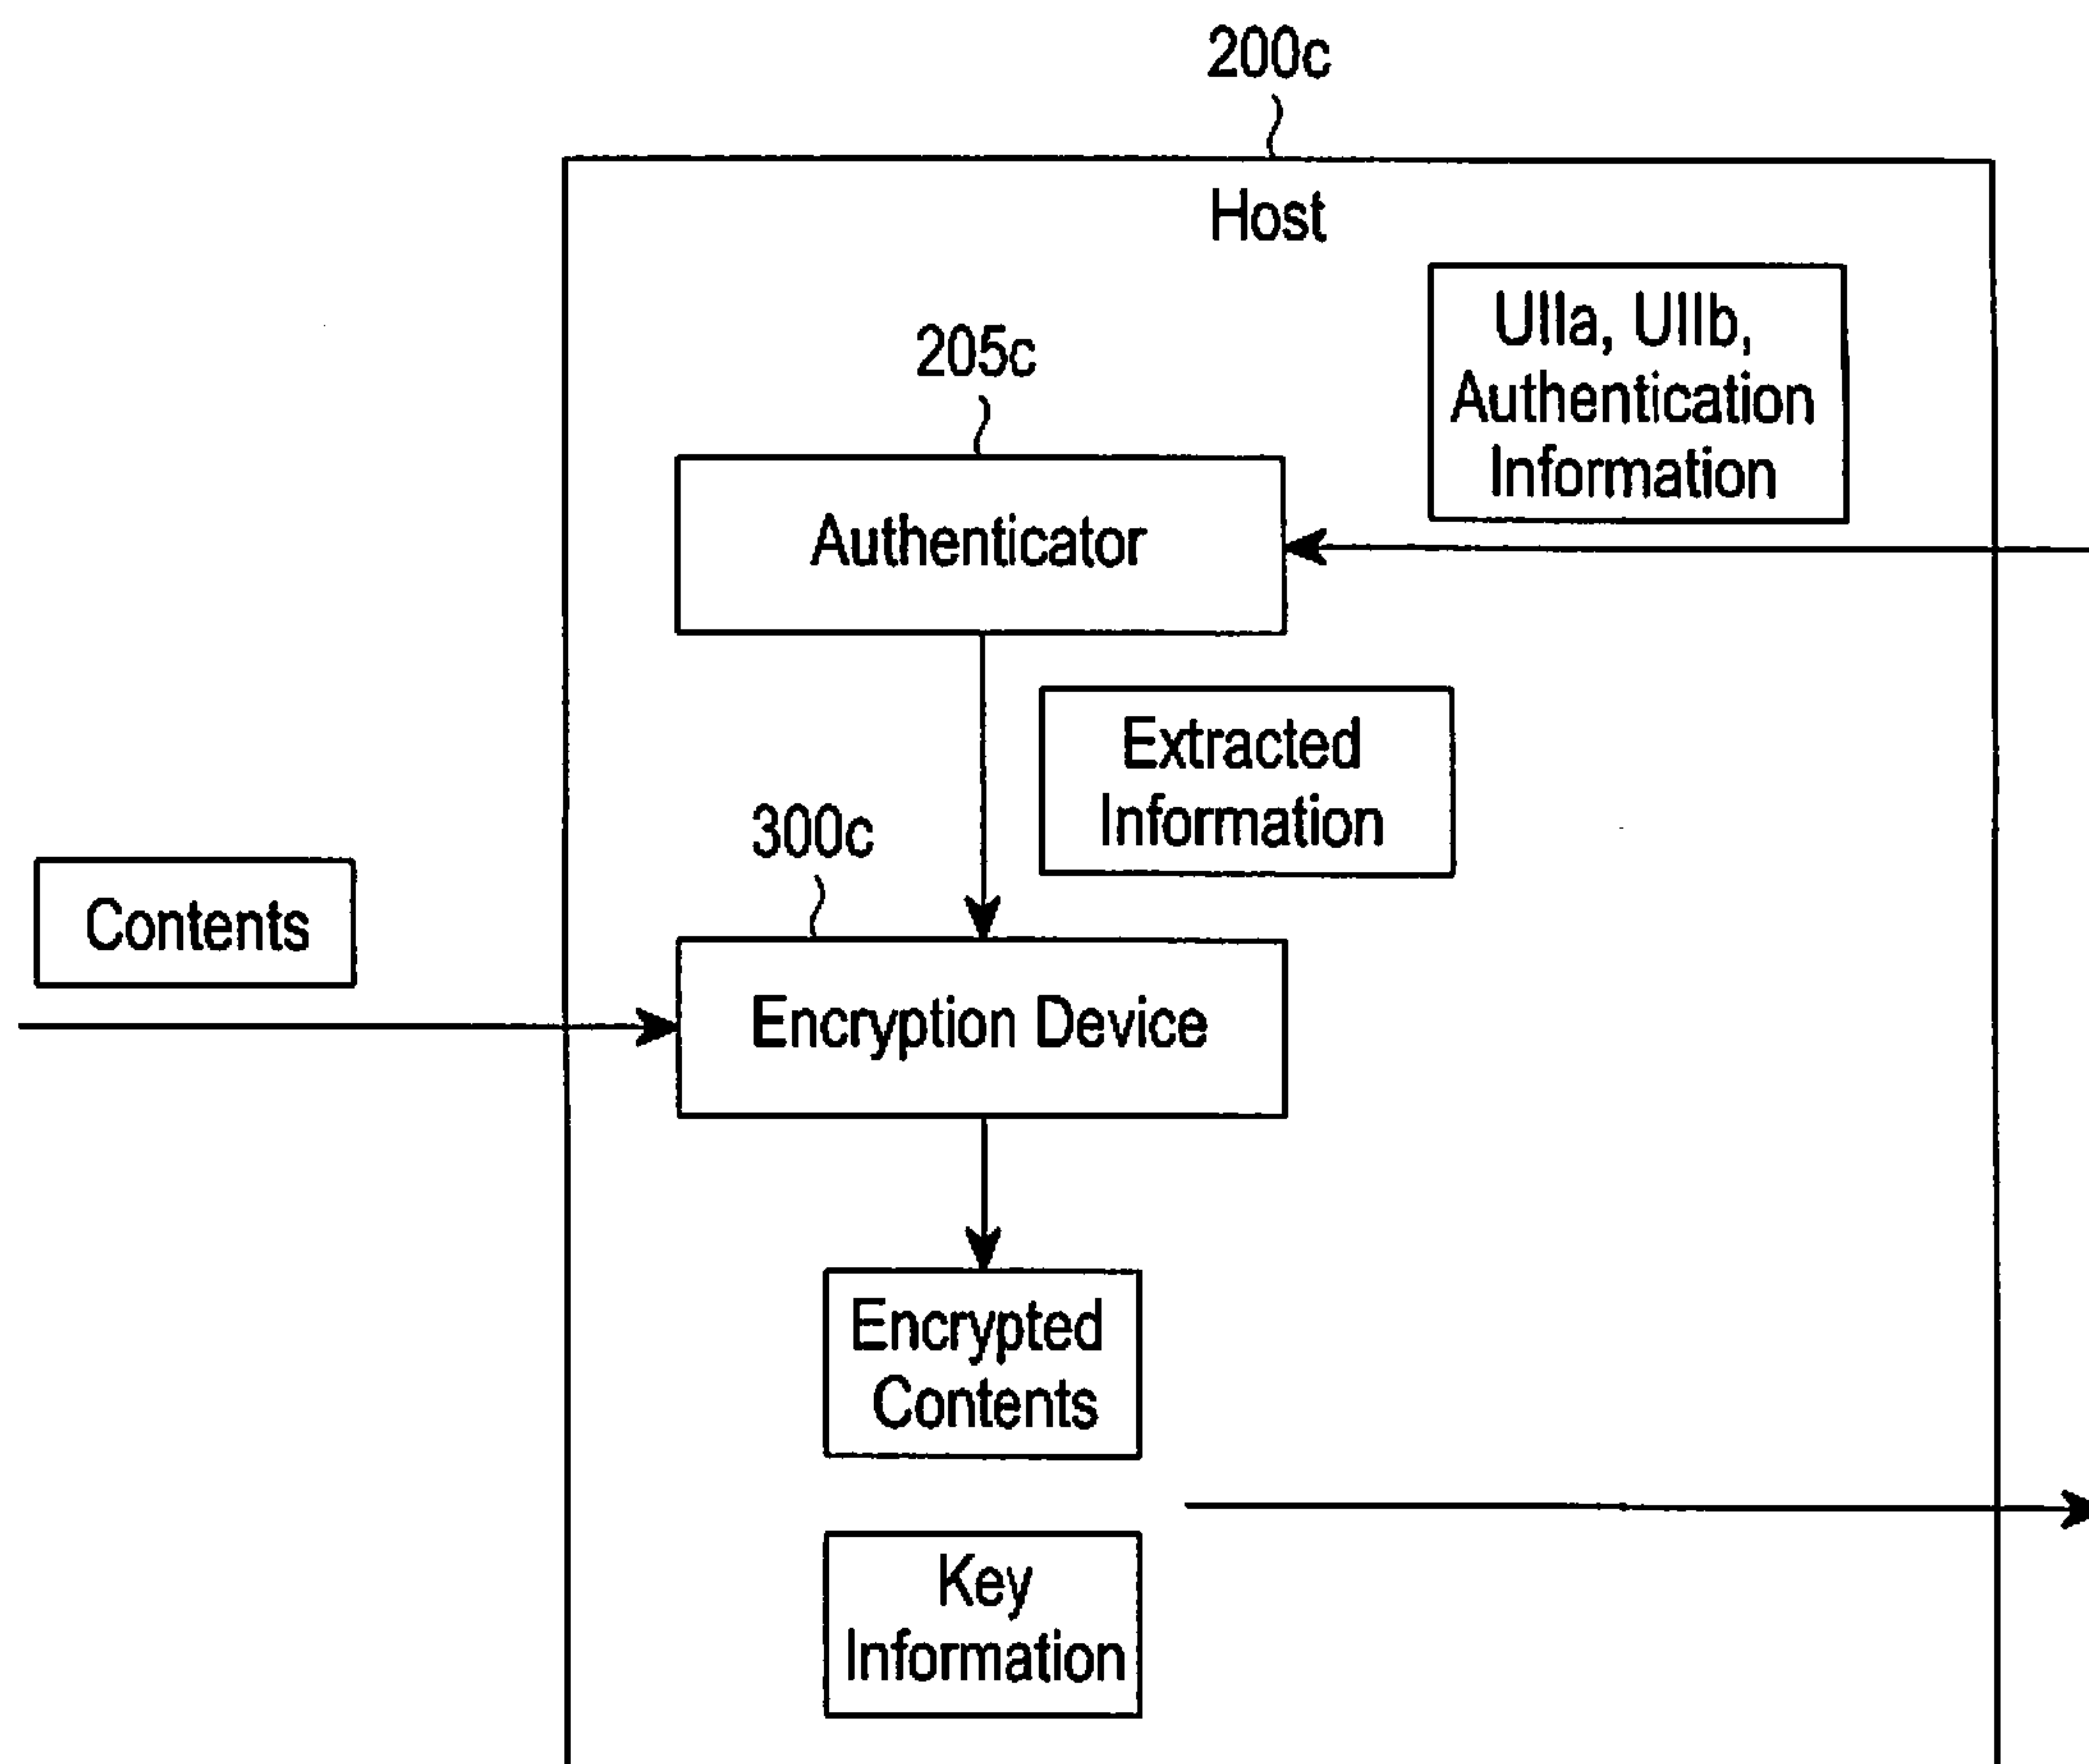 200c
Host
UIIa, UIIb,
Authentication
Information
205c
Authenticator
Extracted
Information
300c
Contents
Encryption Device
Encrypted
Contents
Key
Information